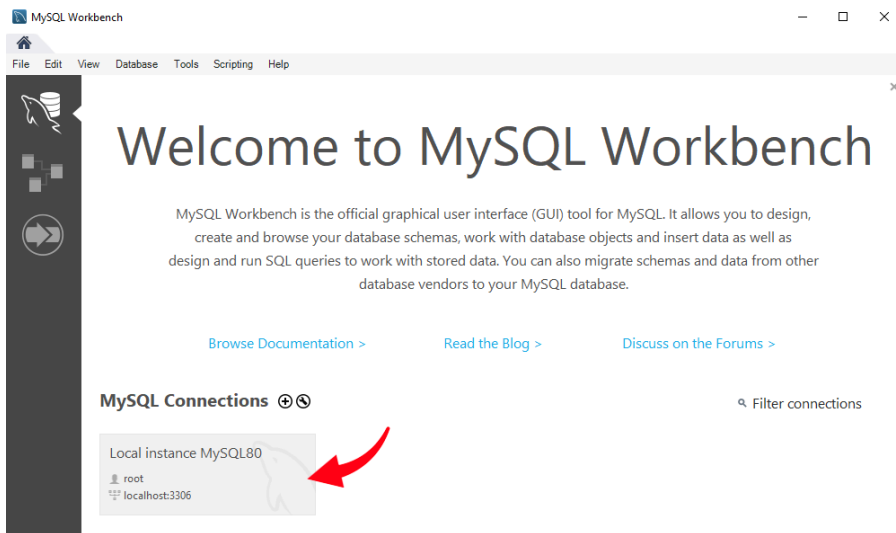 MySQL Workbench
File Edit View Database Tools Scripting Help
Welcome to MySQL Workbench
MySQL Workbench is the official graphical user interface (GUI) tool for MySQL. It allows you to design,
create and browse your database schemas, work with database objects and insert data as well as
design and run SQL queries to work with stored data. You can also migrate schemas and data from other
database vendors to your MySQL database.
Browse Documentation > Read the Blog > Discuss on the Forums >
MySQL Connections Filter connections
Local instance MySQL80
root
localhost:3306